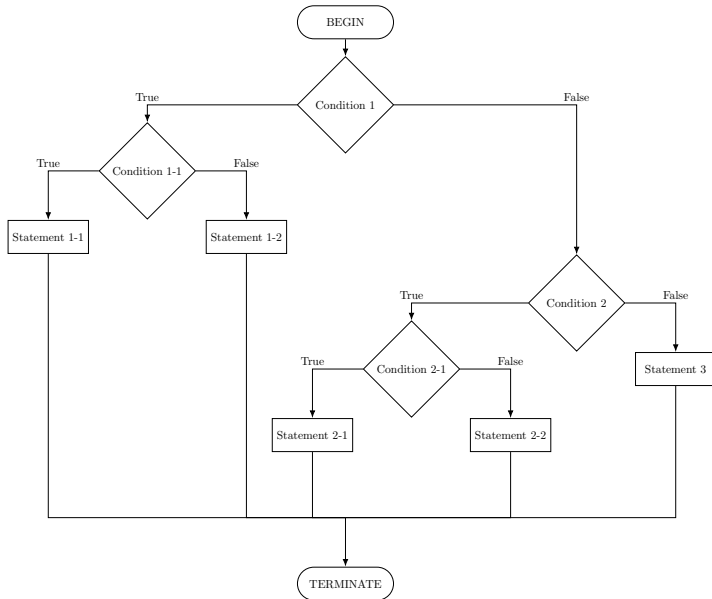 BEGIN
Condition 1
True
False
Condition 1-1
True
False
Statement 1-1
Statement 1-2
Condition 2
True
False
Condition 2-1
True
False
Statement 3
Statement 2-1
Statement 2-2
TERMINATE